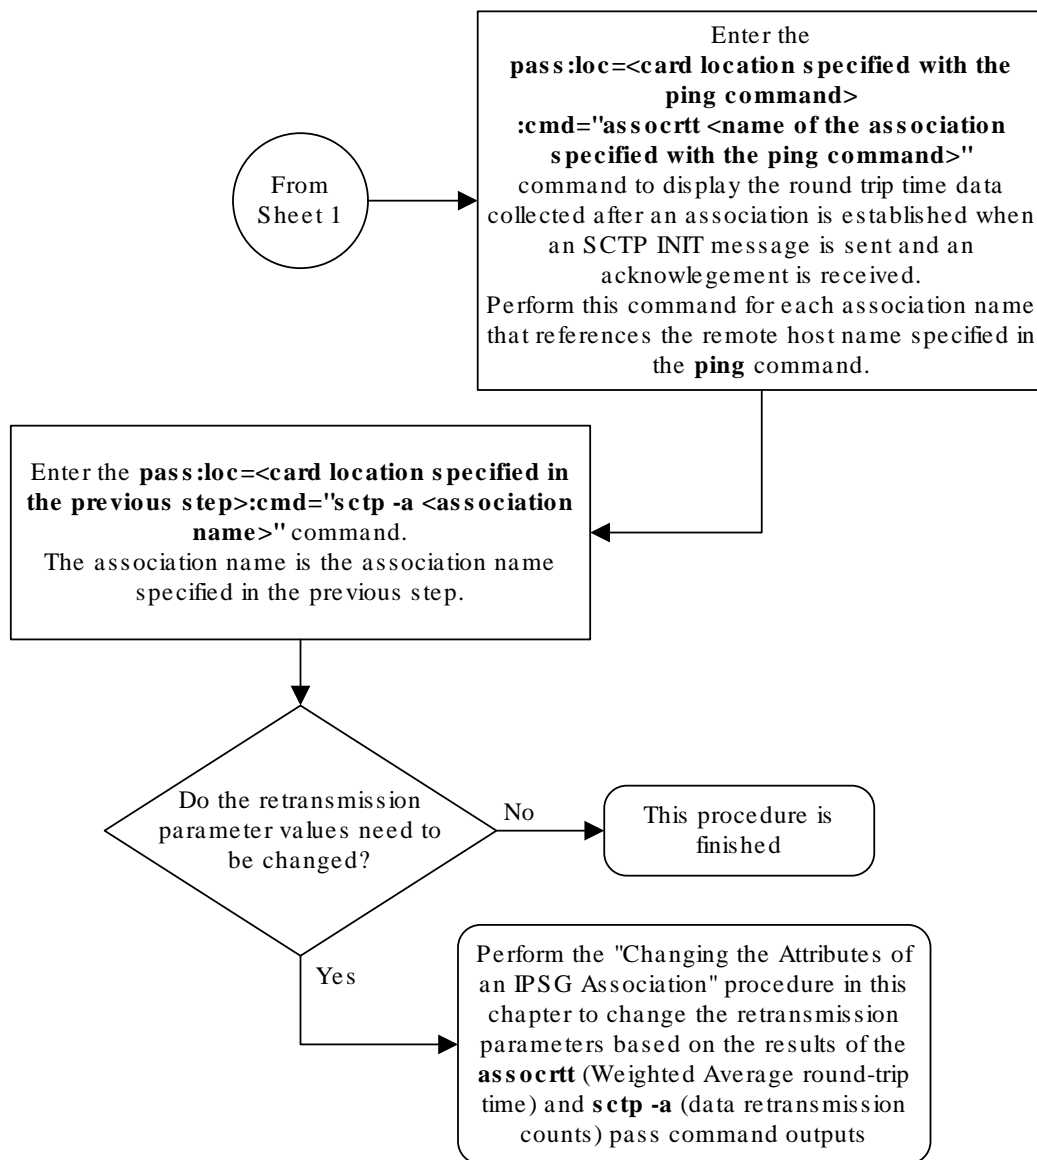 From
Sheet 1
Enter the
pass:loc=<card location specified with the
ping command>
:cmd="assocrtt <name of the association
specified with the ping command>"
command to display the round trip time data
collected after an association is established when
an SCTP INIT message is sent and an
acknowlegement is received.
Perform this command for each association name
that references the remote host name specified in
the ping command.
Enter the pass:loc=<card location specified in
the previous step>:cmd="sctp -a <association
name>" command.
The association name is the association name
specified in the previous step.
Do the retransmission
parameter values need to
be changed?
No
This procedure is
finished
Yes
Perform the "Changing the Attributes of
an IPSG Association" procedure in this
chapter to change the retransmission
parameters based on the results of the
assocrtt (Weighted Average round-trip
time) and sctp -a (data retransmission
counts) pass command outputs